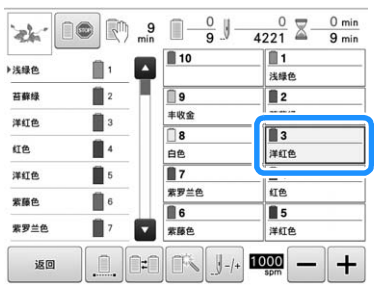 STOP
9
min
0
9
0
4221
0 min
9 min
浅绿色 1
苔藓绿 2
洋红色 3
红色 4
洋红色 5
紫藤色 6
紫罗兰色 7
10
1
浅绿色
9
丰收金
2
8
白色
3
洋红色
7
紫罗兰色
红色
6
紫藤色
5
洋红色
返回
-/+
1000
spm
− +